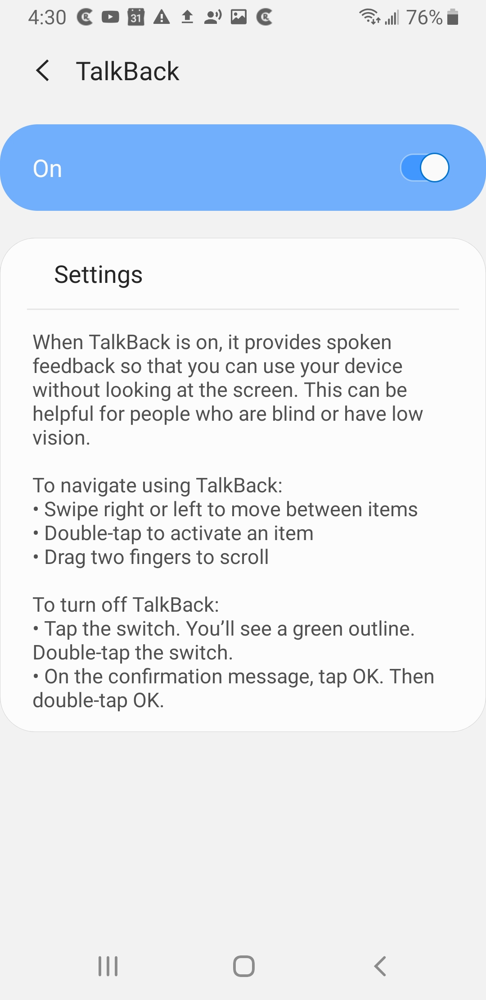 4:30 31 76%
TalkBack
On
Settings
When TalkBack is on, it provides spoken
feedback so that you can use your device
without looking at the screen. This can be
helpful for people who are blind or have low
vision.
To navigate using TalkBack:
• Swipe right or left to move between items
• Double-tap to activate an item
• Drag two fingers to scroll
To turn off TalkBack:
• Tap the switch. You’ll see a green outline.
Double-tap the switch.
• On the confirmation message, tap OK. Then
double-tap OK.